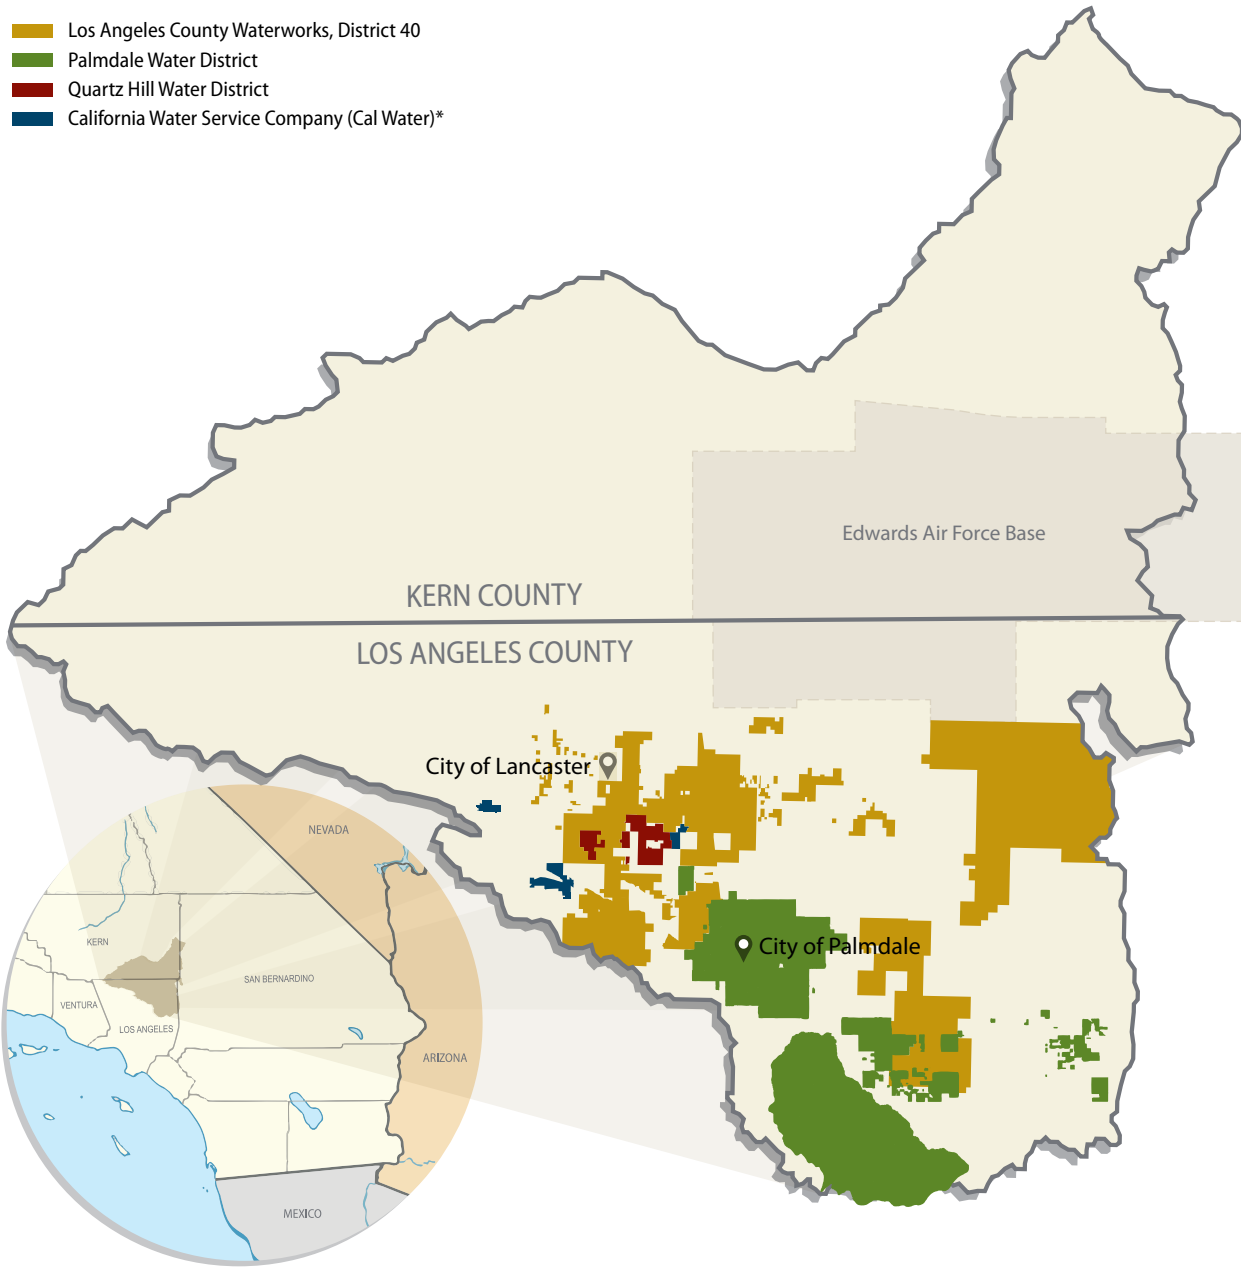 Los Angeles County Waterworks, District 40
Palmdale Water District
Quartz Hill Water District
California Water Service Company (Cal Water)*
Edwards Air Force Base
KERN COUNTY
LOS ANGELES COUNTY
City of Lancaster
City of Palmdale
NEVADA
KERN
SAN BERNARDINO
VENTURA
LOS ANGELES
ARIZONA
MEXICO